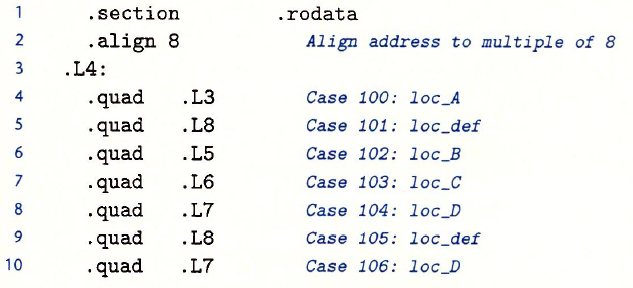 1 .section .rodata
2 .align 8 Align address to multiple of 8
3 .L4:
4 .quad .L3 Case 100: loc_A
5 .quad .L8 Case 101: loc_def
6 .quad .L5 Case 102: loc_B
7 .quad .L6 Case 103: loc_C
8 .quad .L7 Case 104: loc_D
9 .quad .L8 Case 105: loc_def
10 .quad .L7 Case 106: loc_D